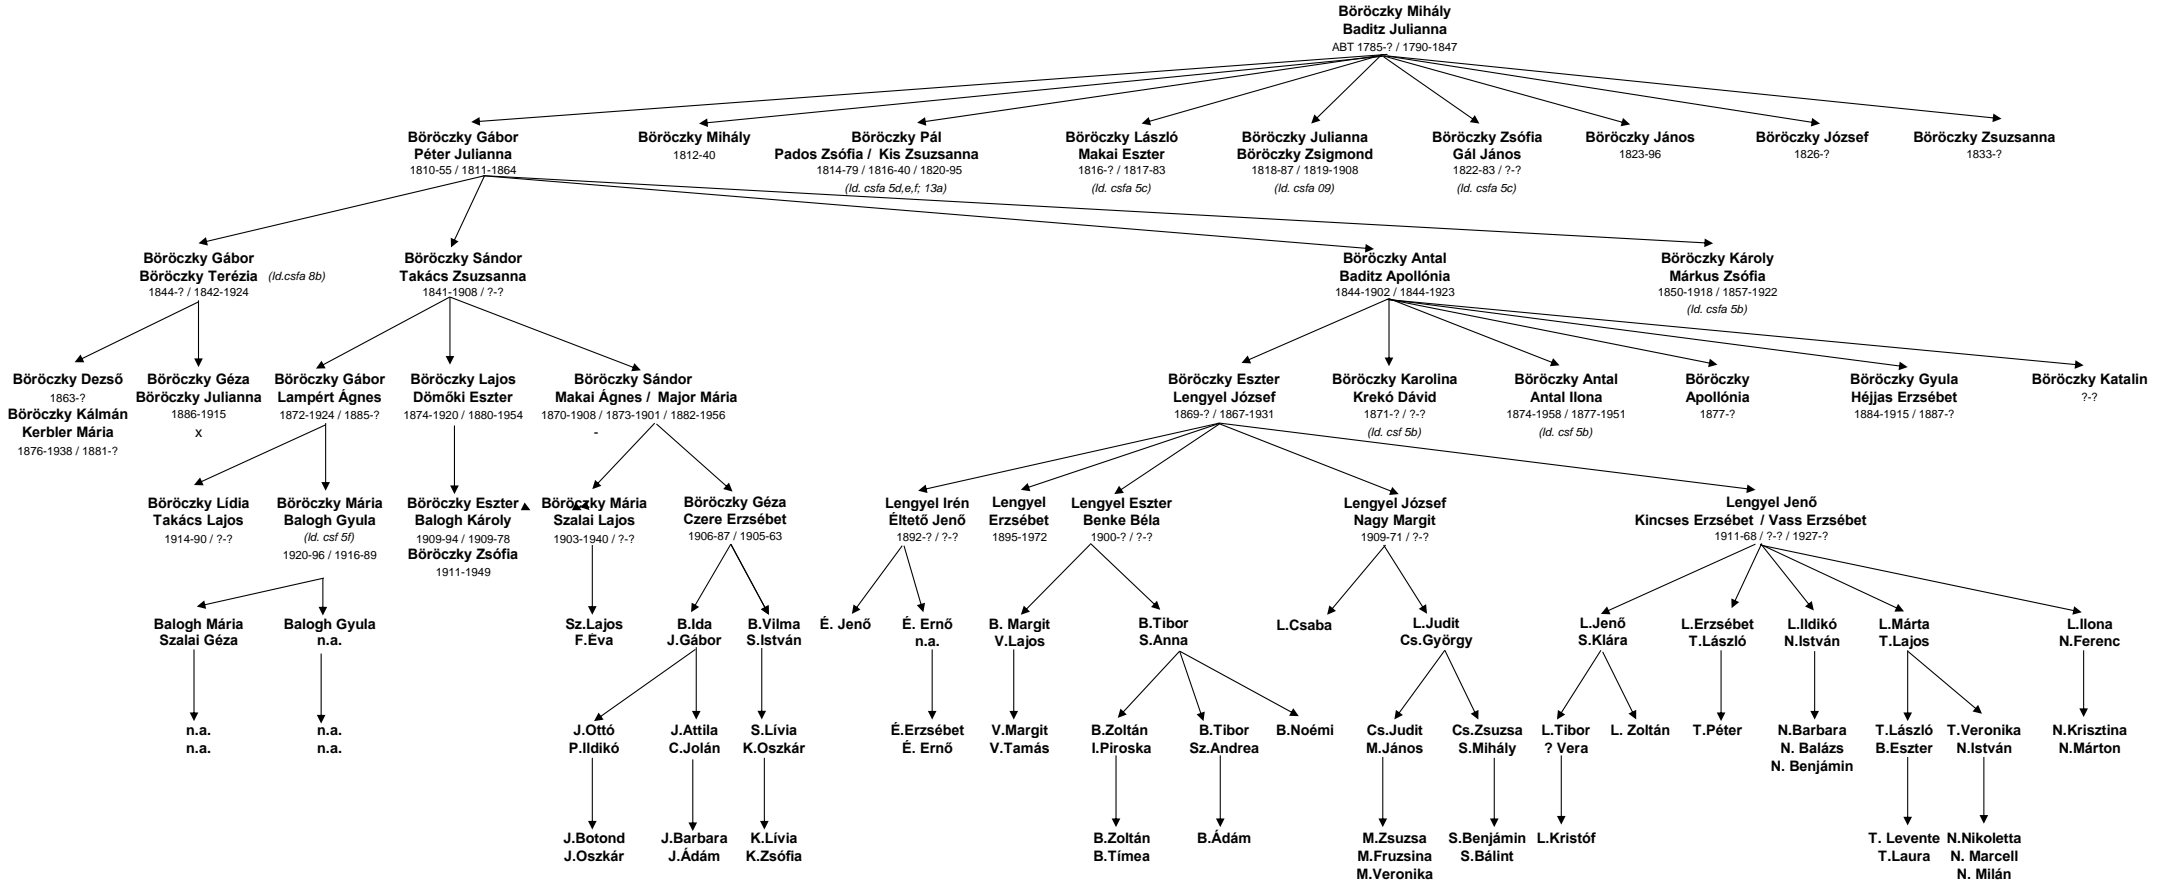 Böröczky Mihály
Baditz Julianna
ABT 1785-? / 1790-1847
Böröczky Gábor
Péter Julianna
1810-55 / 1811-1864
Böröczky Mihály
1812-40
Böröczky Pál
Pados Zsófia / Kis Zsuzsanna
1814-79 / 1816-40 / 1820-95
(ld. csfa 5d,e,f; 13a)
Böröczky László
Makai Eszter
1816-? / 1817-83
(ld. csfa 5c)
Böröczky Julianna
Böröczky Zsigmond
1818-87 / 1819-1908
(ld. csfa 09)
Böröczky Zsófia
Gál János
1822-83 / ?-?
(ld. csfa 5c)
Böröczky János
1823-96
Böröczky József
1826-?
Böröczky Zsuzsanna
1833-?
Böröczky Gábor
Böröczky Terézia
(ld.csfa 8b)
1844-? / 1842-1924
Böröczky Sándor
Takács Zsuzsanna
1841-1908 / ?-?
Böröczky Antal
Baditz Apollónia
1844-1902 / 1844-1923
Böröczky Károly
Márkus Zsófia
1850-1918 / 1857-1922
(ld. csfa 5b)
Böröczky Dezső
1863-?
Böröczky Kálmán
Kerbler Mária
1876-1938 / 1881-?
Böröczky Géza
Böröczky Julianna
1886-1915
x
Böröczky Gábor
Lampért Ágnes
1872-1924 / 1885-?
Böröczky Lajos
Dömőki Eszter
1874-1920 / 1880-1954
Böröczky Sándor
Makai Ágnes / Major Mária
1870-1908 / 1873-1901 / 1882-1956
-
Böröczky Eszter
Lengyel József
1869-? / 1867-1931
Böröczky Karolina
Krekó Dávid
1871-? / ?-?
(ld. csf 5b)
Böröczky Antal
Antal Ilona
1874-1958 / 1877-1951
(ld. csf 5b)
Böröczky
Apollónia
1877-?
Böröczky Gyula
Héjjas Erzsébet
1884-1915 / 1887-?
Böröczky Katalin
?-?
Böröczky Lídia
Takács Lajos
1914-90 / ?-?
Böröczky Mária
Balogh Gyula
(ld. csf 5f)
1920-96 / 1916-89
Böröczky Eszter
Balogh Károly
1909-94 / 1909-78
Böröczky Zsófia
1911-1949
Böröczky Mária
Szalai Lajos
1903-1940 / ?-?
Böröczky Géza
Czere Erzsébet
1906-87 / 1905-63
Lengyel Irén
Éltető Jenő
1892-? / ?-?
Lengyel
Erzsébet
1895-1972
Lengyel Eszter
Benke Béla
1900-? / ?-?
Lengyel József
Nagy Margit
1909-71 / ?-?
Lengyel Jenő
Kincses Erzsébet / Vass Erzsébet
1911-68 / ?-? / 1927-?
Balogh Mária
Szalai Géza
Balogh Gyula
n.a.
Sz.Lajos
F.Éva
B.Ida
J.Gábor
B.Vilma
S.István
É. Jenő
É. Ernő
n.a.
B. Margit
V.Lajos
B.Tibor
S.Anna
L.Csaba
L.Judit
Cs.György
L.Jenő
S.Klára
L.Erzsébet
T.László
L.Ildikó
N.István
L.Márta
T.Lajos
L.Ilona
N.Ferenc
n.a.
n.a.
n.a.
n.a.
J.Ottó
P.Ildikó
J.Attila
C.Jolán
S.Lívia
K.Oszkár
É.Erzsébet
É. Ernő
V.Margit
V.Tamás
B.Zoltán
I.Piroska
B.Tibor
Sz.Andrea
B.Noémi
Cs.Judit
M.János
Cs.Zsuzsa
S.Mihály
L.Tibor
? Vera
L. Zoltán
T.Péter
N.Barbara
N. Balázs
N. Benjámin
T.László
B.Eszter
T.Veronika
N.István
N.Krisztina
N.Márton
J.Botond
J.Oszkár
J.Barbara
J.Ádám
K.Lívia
K.Zsófia
B.Zoltán
B.Tímea
B.Ádám
M.Zsuzsa
M.Fruzsina
M.Veronika
S.Benjámin
S.Bálint
L.Kristóf
T. Levente
T.Laura
N.Nikoletta
N. Marcell
N. Milán